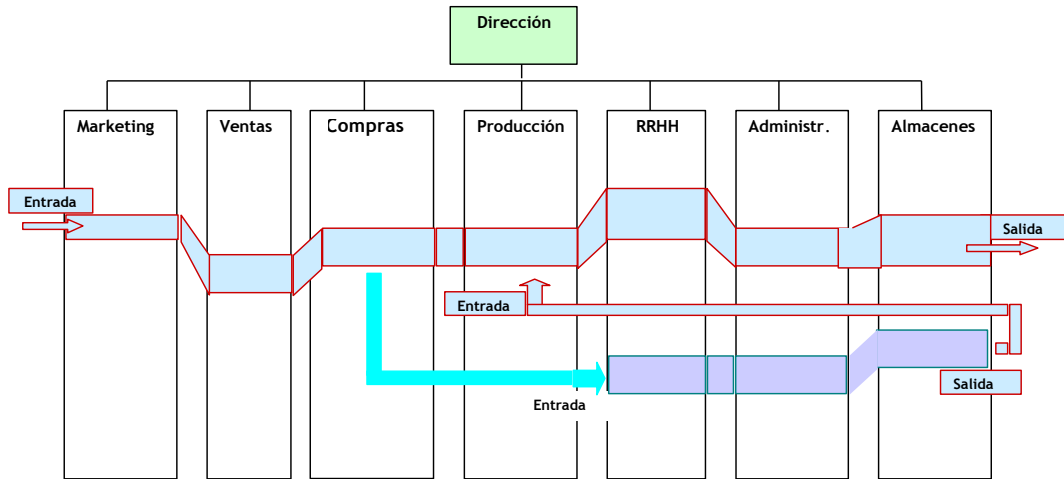 Dirección
Marketing
Ventas
Compras
Producción
RRHH
Administr.
Almacenes
Entrada
Salida
Entrada
Salida
Entrada